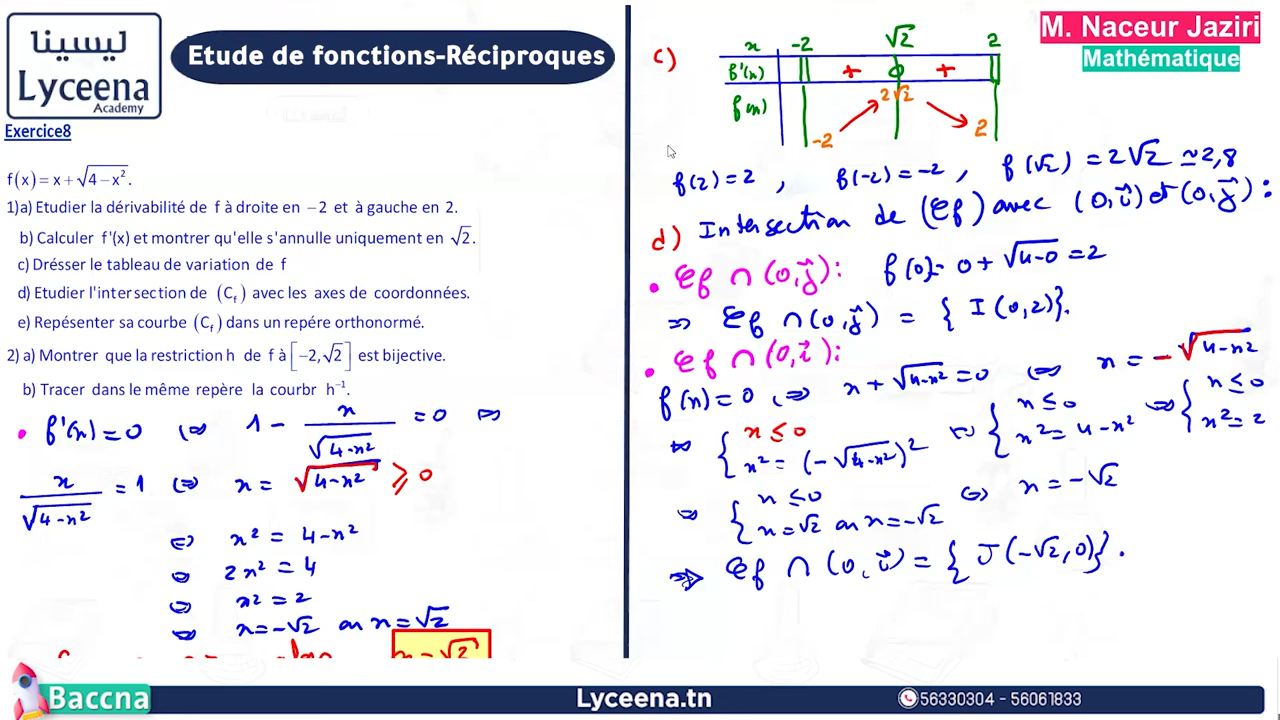 ليسينا
Lyceena
Academy
Etude de fonctions-Réciproques
M. Naceur Jaziri
Mathématique
Exercice8
f(x) = x + √(4−x²).
1)a) Etudier la dérivabilité de f à droite en −2 et à gauche en 2.
b) Calculer f'(x) et montrer qu'elle s'annulle uniquement en √2.
c) Drésser le tableau de variation de f
d) Etudier l'intersection de (Cf) avec les axes de coordonnées.
e) Repésenter sa courbe (Cf) dans un repére orthonormé.
2) a) Montrer que la restriction h de f à [−2,√2] est bijective.
b) Tracer dans le même repère la courbr h⁻¹.
• f'(x) = 0 ⇔ 1 − x/√(4−x²) = 0 ⇔
x/√(4−x²) = 1 ⇔ x = √(4−x²) ≥ 0
⇔ x² = 4−x²
⇔ 2x² = 4
⇔ x² = 2
⇔ x = −√2 ou x = √2
x = √2
c)
x −2 √2 2
f'(x) + 0 +
f(x) −2 2√2 2
f(2) = 2 , f(−2) = −2 , f(√2) = 2√2 ≃ 2,8
d) Intersection de (Cf) avec (O,i⃗) et (O,j⃗) :
• Cf ∩ (O,j⃗) : f(0) = 0 + √(4−0) = 2
⇒ Cf ∩ (O,j⃗) = { I(0,2)}.
• Cf ∩ (O,i⃗) :
f(x) = 0 ⇔ x + √(4−x²) = 0 ⇔ x = −√(4−x²)
⇔ { x ≤ 0 x² = (−√(4−x²))² ⇔ { x ≤ 0 x² = 4−x² ⇔ { x ≤ 0 x² = 2
⇔ { x ≤ 0 x = √2 ou x = −√2 ⇔ x = −√2
⇒ Cf ∩ (O,i⃗) = { J(−√2,0)}.
Baccna
Lyceena.tn
56330304 - 56061833